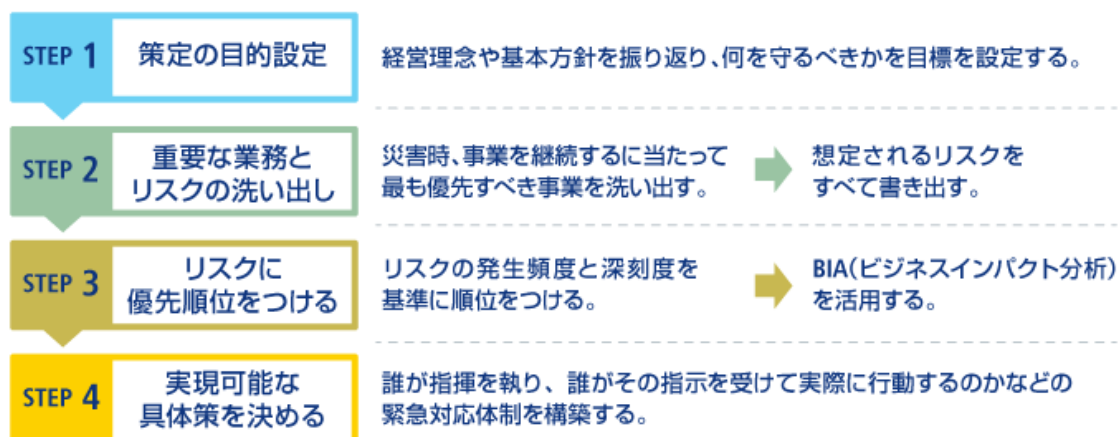 STEP 1
策定の目的設定
経営理念や基本方針を振り返り、何を守るべきかを目標を設定する。
STEP 2
重要な業務と
リスクの洗い出し
災害時、事業を継続するに当たって
最も優先すべき事業を洗い出す。
想定されるリスクを
すべて書き出す。
STEP 3
リスクに
優先順位をつける
リスクの発生頻度と深刻度を
基準に順位をつける。
BIA(ビジネスインパクト分析)
を活用する。
STEP 4
実現可能な
具体策を決める
誰が指揮を執り、誰がその指示を受けて実際に行動するのかなどの
緊急対応体制を構築する。